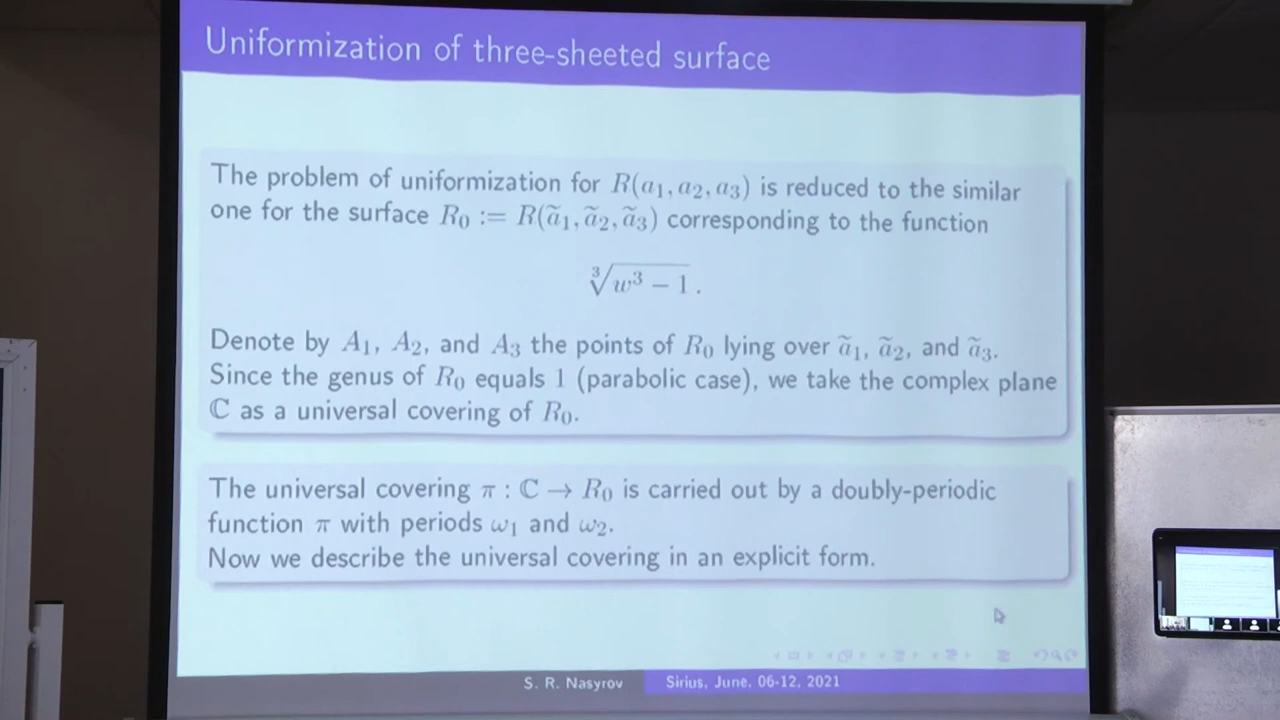 Uniformization of three-sheeted surface
The problem of uniformization for R(a₁, a₂, a₃) is reduced to the similar
one for the surface R₀ := R(ã₁, ã₂, ã₃) corresponding to the function
∛(w³ − 1) .
Denote by A₁, A₂, and A₃ the points of R₀ lying over ã₁, ã₂, and ã₃.
Since the genus of R₀ equals 1 (parabolic case), we take the complex plane
ℂ as a universal covering of R₀.
The universal covering π : ℂ → R₀ is carried out by a doubly-periodic
function π with periods ω₁ and ω₂.
Now we describe the universal covering in an explicit form.
S. R. Nasyrov Sirius, June, 06-12, 2021